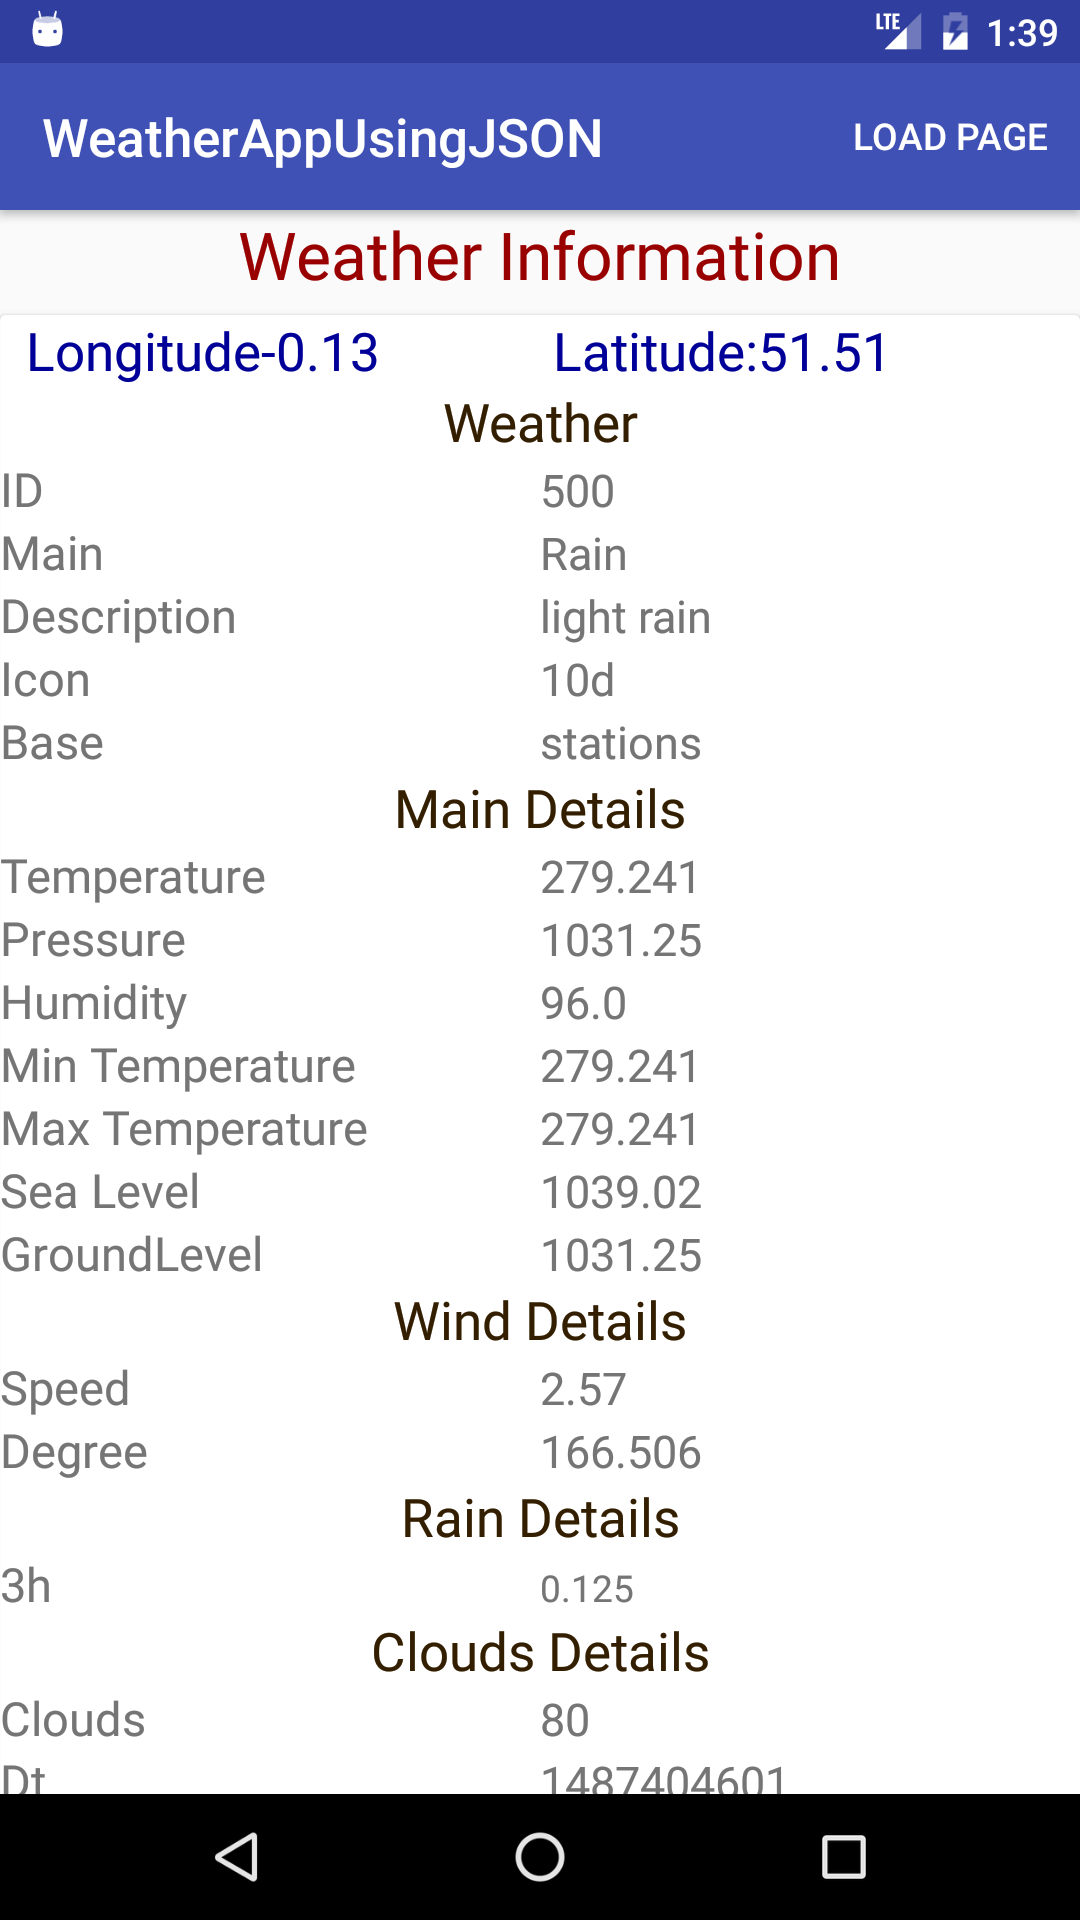 LTE 1:39
WeatherAppUsingJSON LOAD PAGE
Weather Information
Longitude-0.13 Latitude:51.51
Weather
ID 500
Main Rain
Description light rain
Icon 10d
Base stations
Main Details
Temperature 279.241
Pressure 1031.25
Humidity 96.0
Min Temperature 279.241
Max Temperature 279.241
Sea Level 1039.02
GroundLevel 1031.25
Wind Details
Speed 2.57
Degree 166.506
Rain Details
3h 0.125
Clouds Details
Clouds 80
Dt 1487404601